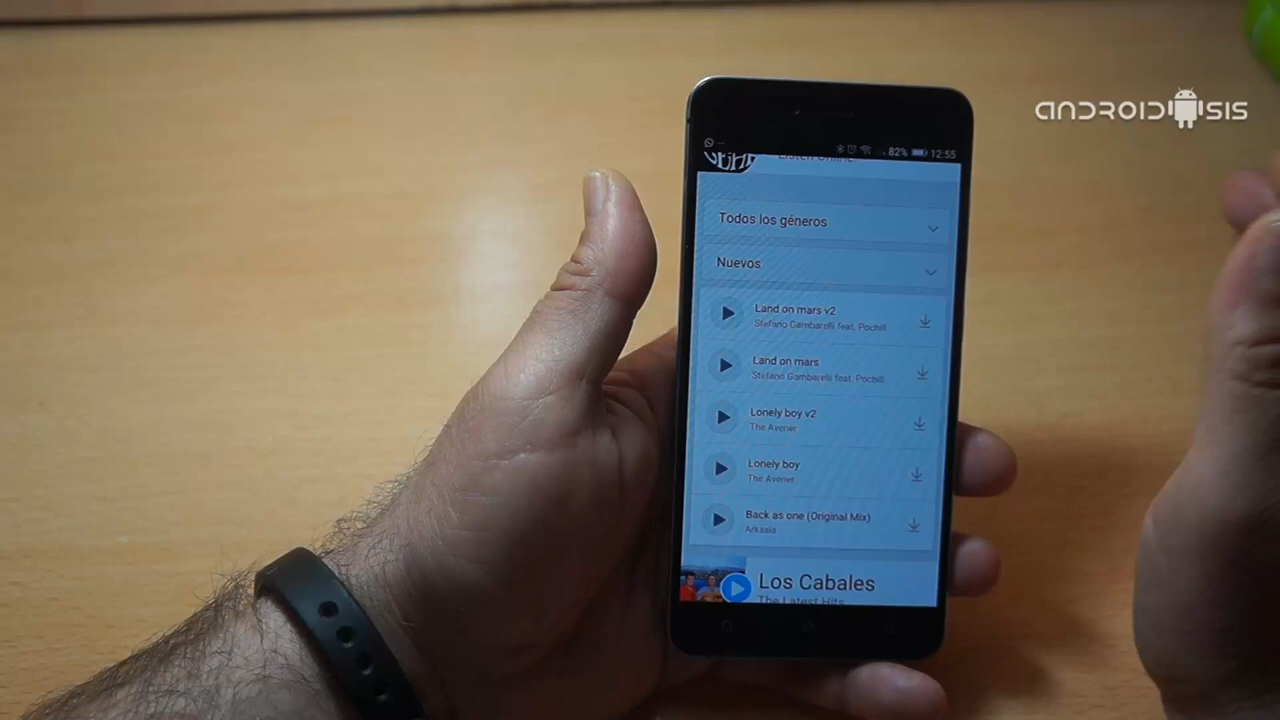 ANDROIDSIS
82% 12:55
Listen Online
Todos los géneros
Nuevos
Land on mars v2
Stefano Gambarelli feat. Pochill
Land on mars
Stefano Gambarelli feat. Pochill
Lonely boy v2
The Avener
Lonely boy
The Avener
Back as one (Original Mix)
Arkasia
Los Cabales
The Latest Hits